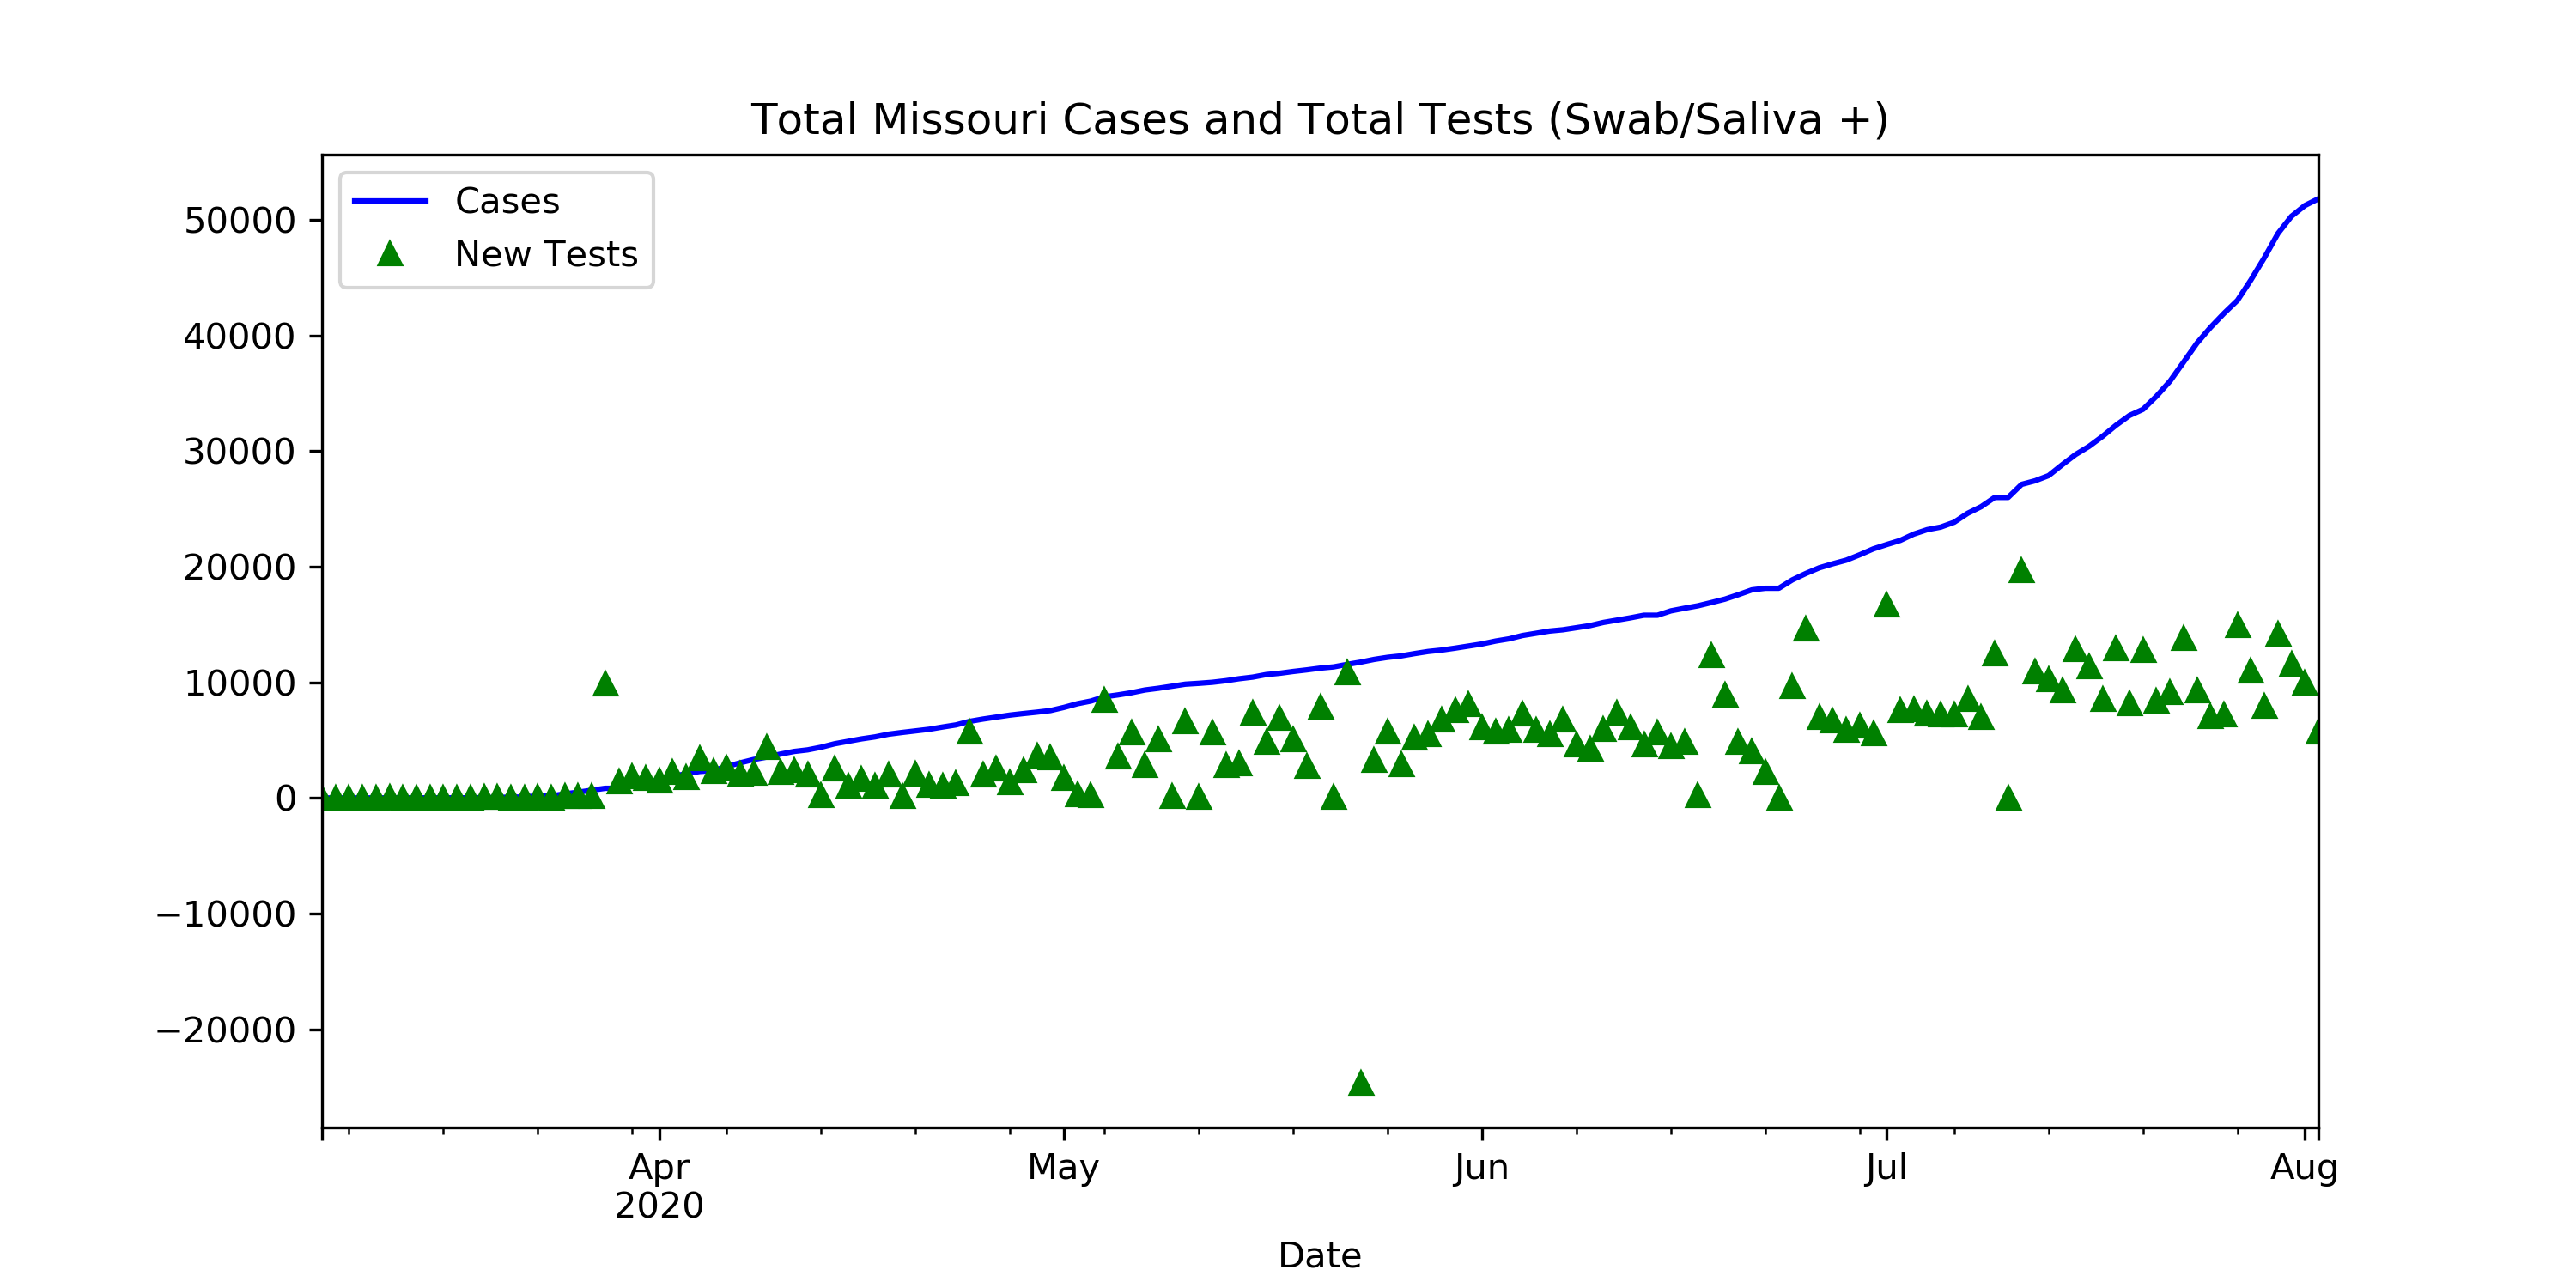 Total Missouri Cases and Total Tests (Swab/Saliva +)
Cases
New Tests
50000
40000
30000
20000
10000
0
−10000
−20000
Apr
2020
May
Jun
Jul
Aug
Date